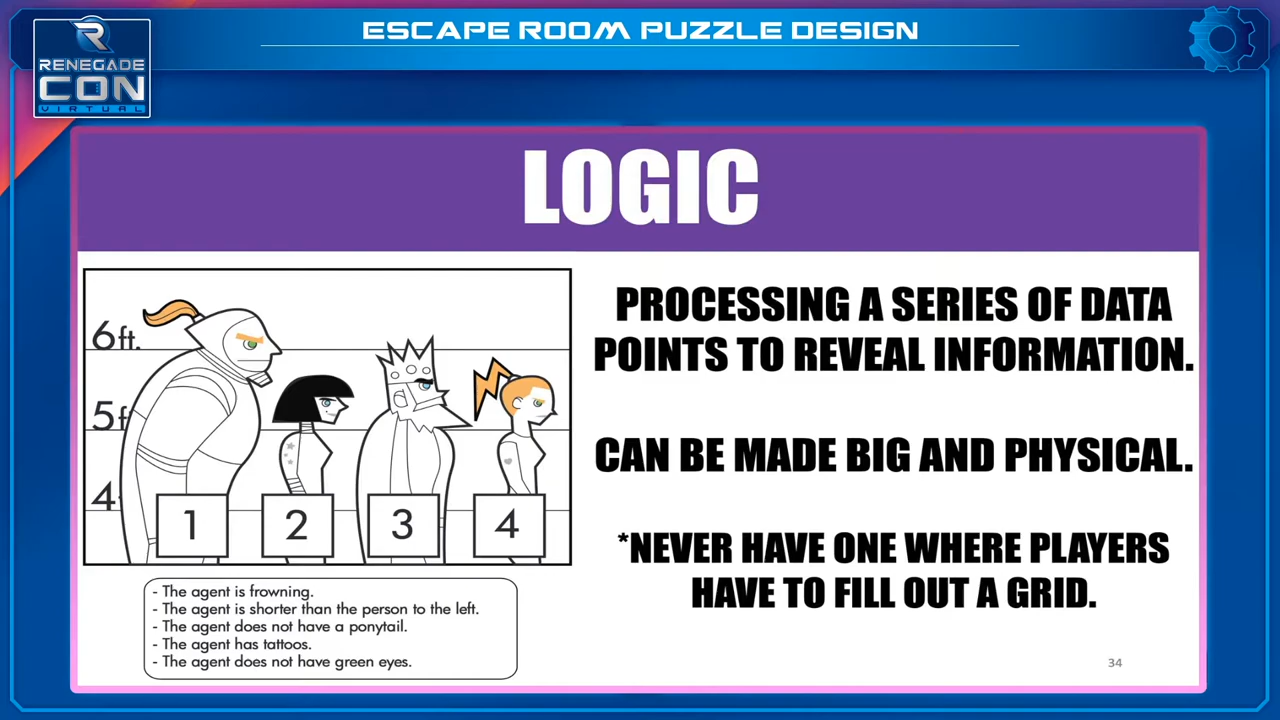 ESCAPE ROOM PUZZLE DESIGN
R
RENEGADE
CON
VIRTUAL
LOGIC
6ft.
5f
4
1
2
3
4
PROCESSING A SERIES OF DATA
POINTS TO REVEAL INFORMATION.
CAN BE MADE BIG AND PHYSICAL.
*NEVER HAVE ONE WHERE PLAYERS
HAVE TO FILL OUT A GRID.
- The agent is frowning.
- The agent is shorter than the person to the left.
- The agent does not have a ponytail.
- The agent has tattoos.
- The agent does not have green eyes.
34